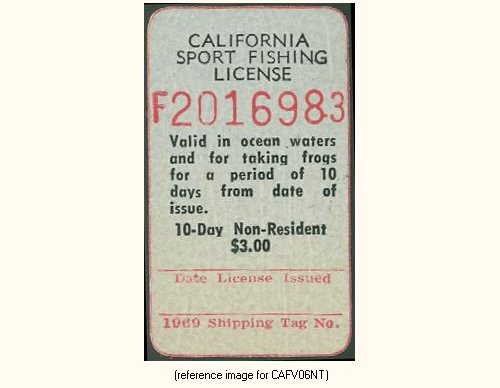 CALIFORNIA
SPORT FISHING
LICENSE
F2016983
Valid in ocean waters
and for taking frogs
for a period of 10
days from date of
issue.
10-Day Non-Resident
$3.00
Date License Issued
1969 Shipping Tag No.
(reference image for CAFV06NT)